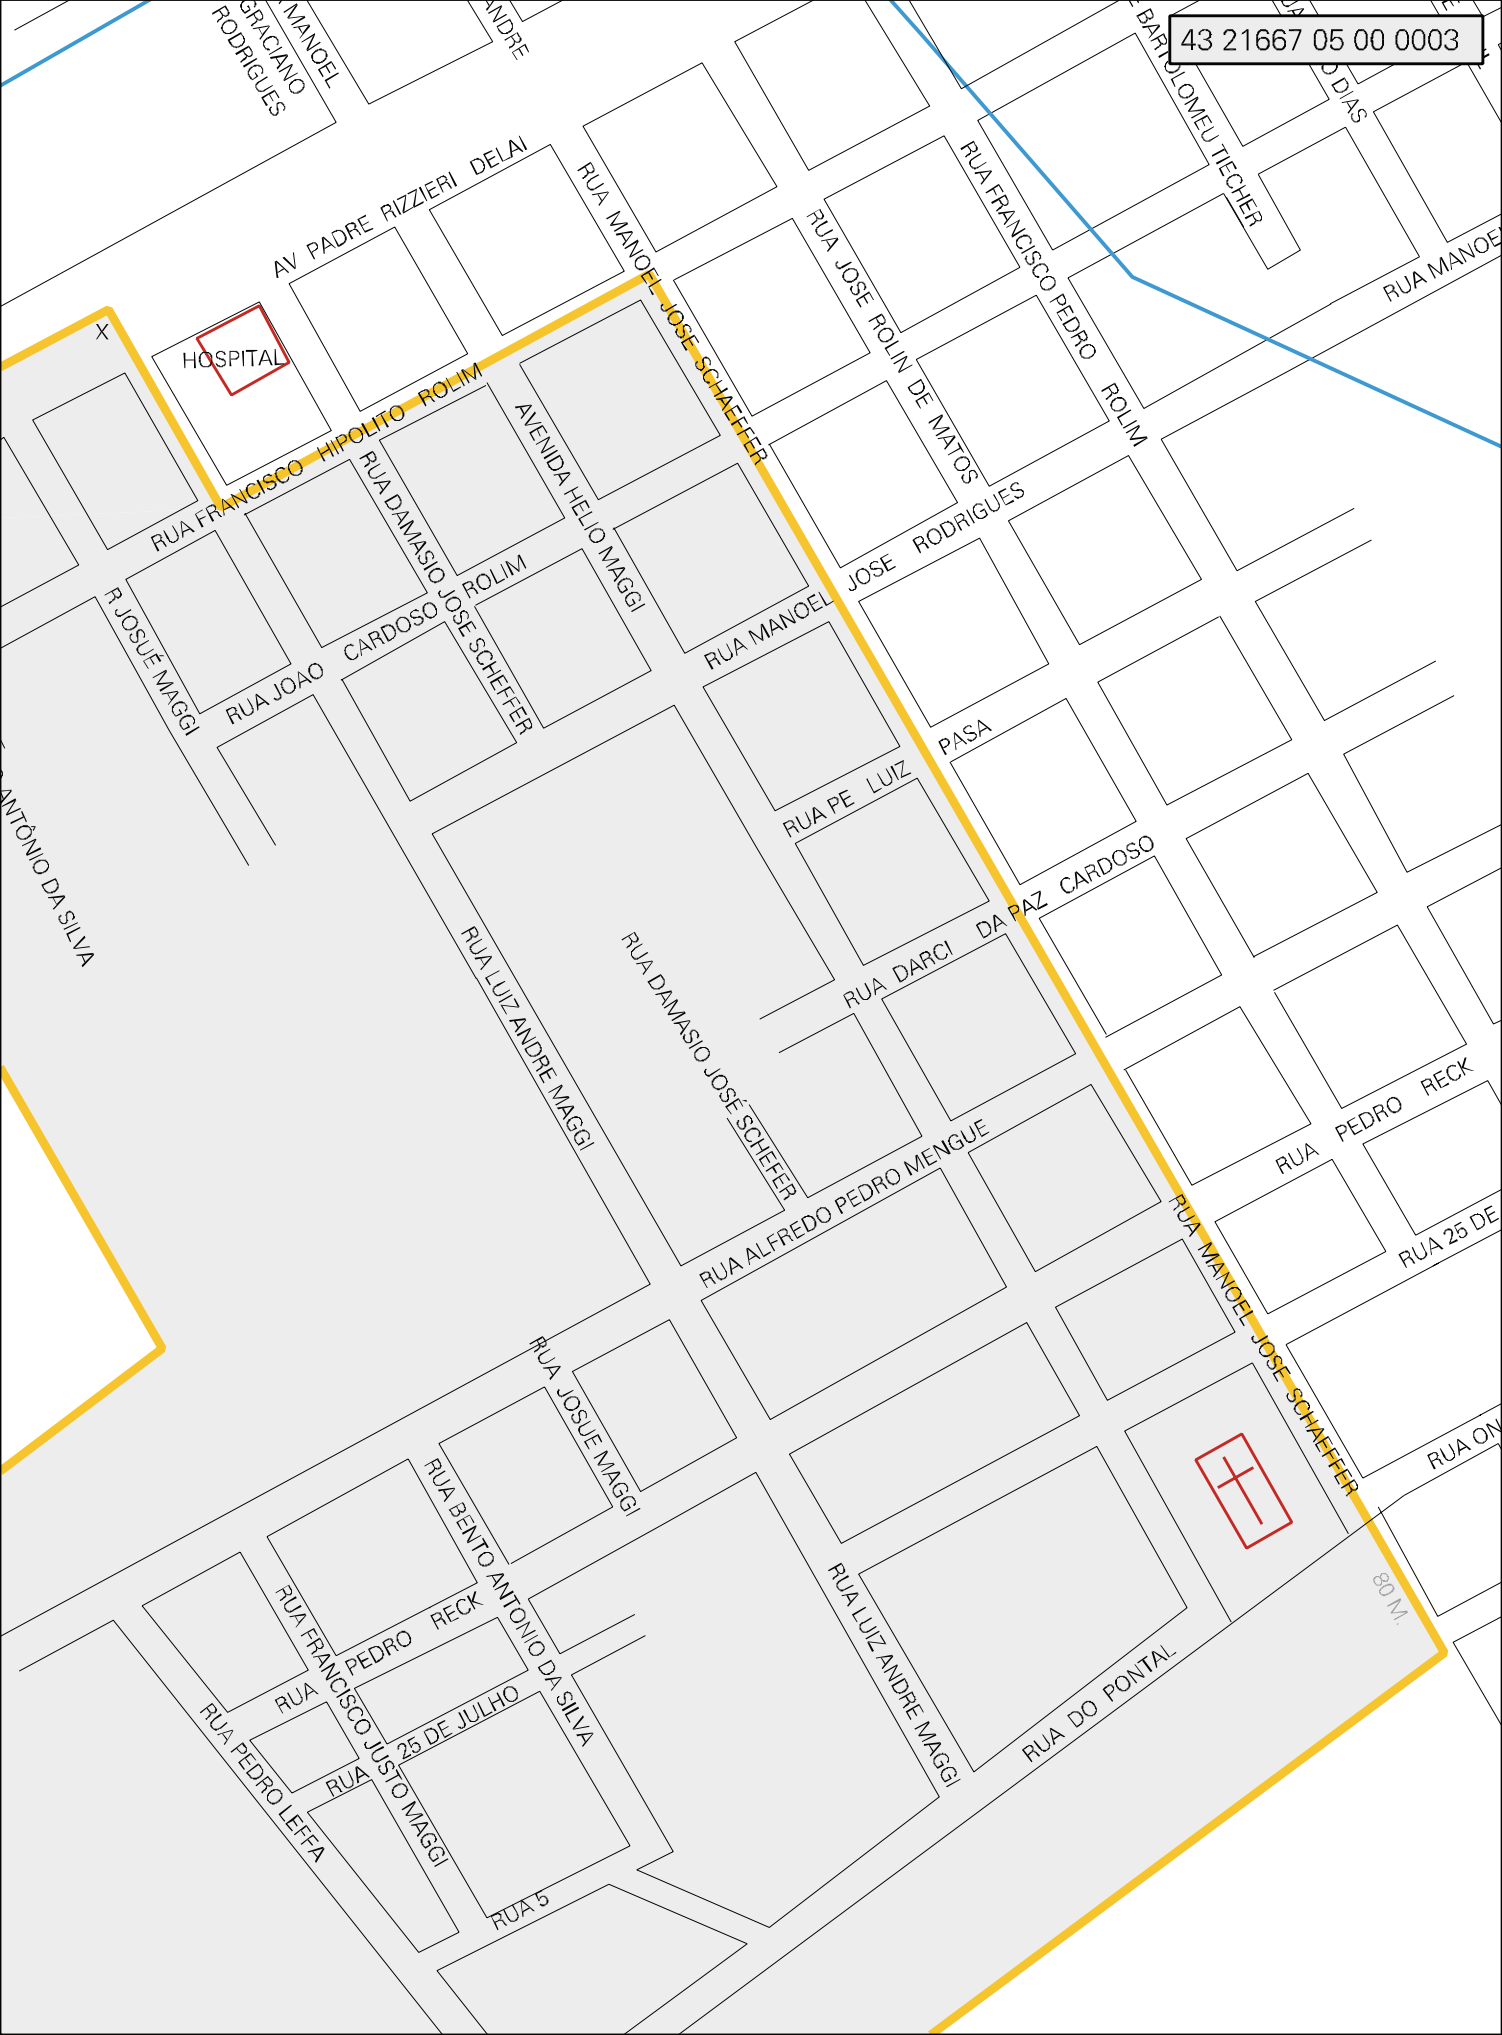 GRACIANO
RODRIGUES
MANOEL
ANDRE
BARTOLOMEU TIECHER
O DIAS
43 21667 05 00 0003
AV PADRE RIZZIERI DELAI
RUA MANOEL JOSE SCHAEFFER
RUA JOSE ROLIN DE MATOS
RUA FRANCISCO PEDRO ROLIM
RUA MANOEL
X
HOSPITAL
RUA FRANCISCO HIPOLITO ROLIM
RUA DAMASIO JOSE SCHEFFER
AVENIDA HELIO MAGGI
R JOSUÉ MAGGI
RUA JOAO CARDOSO ROLIM
RUA MANOEL JOSE RODRIGUES
RUA PE LUIZ PASA
ANTÔNIO DA SILVA
RUA LUIZ ANDRE MAGGI
RUA DAMASIO JOSÉ SCHEFER
RUA DARCI DA PAZ CARDOSO
RUA ALFREDO PEDRO MENGUE
RUA PEDRO RECK
RUA 25 DE
RUA MANOEL JOSE SCHAEFFER
RUA ON
RUA JOSUE MAGGI
RUA BENTO ANTONIO DA SILVA
RUA FRANCISCO JUSTO MAGGI
RUA PEDRO RECK
RUA 25 DE JULHO
RUA PEDRO LEFFA
RUA LUIZ ANDRE MAGGI
RUA DO PONTAL
80 M.
RUA 5